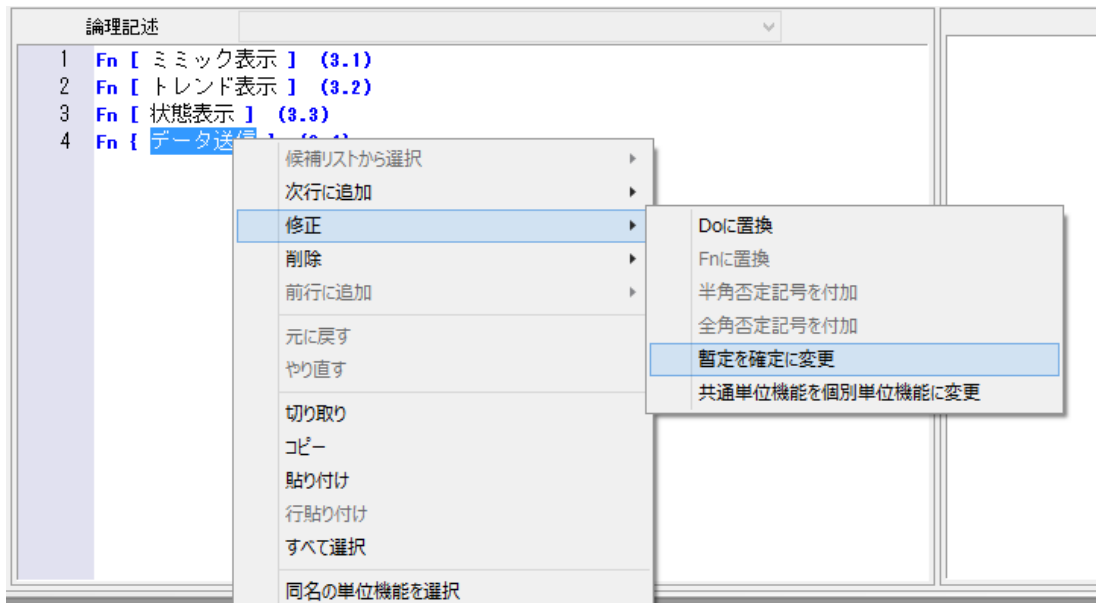 論理記述
1 Fn [ ミミック表示 ] (3.1)
2 Fn [ トレンド表示 ] (3.2)
3 Fn [ 状態表示 ] (3.3)
4 Fn { データ送信
候補リストから選択
次行に追加
修正
削除
前行に追加
元に戻す
やり直す
切り取り
コピー
貼り付け
行貼り付け
すべて選択
同名の単位機能を選択
Doに置換
Fnに置換
半角否定記号を付加
全角否定記号を付加
暫定を確定に変更
共通単位機能を個別単位機能に変更